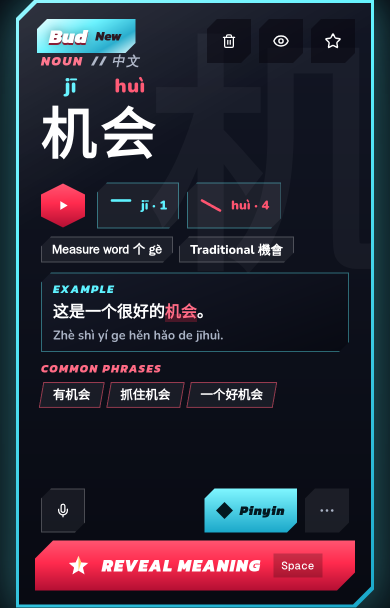 Bud New
NOUN // 中文
jī huì
机会
jī · 1 huì · 4
Measure word 个 gè Traditional 機會
EXAMPLE
这是一个很好的机会。
Zhè shì yí ge hěn hǎo de jīhuì.
COMMON PHRASES
有机会 抓住机会 一个好机会
Pinyin
REVEAL MEANING Space
机